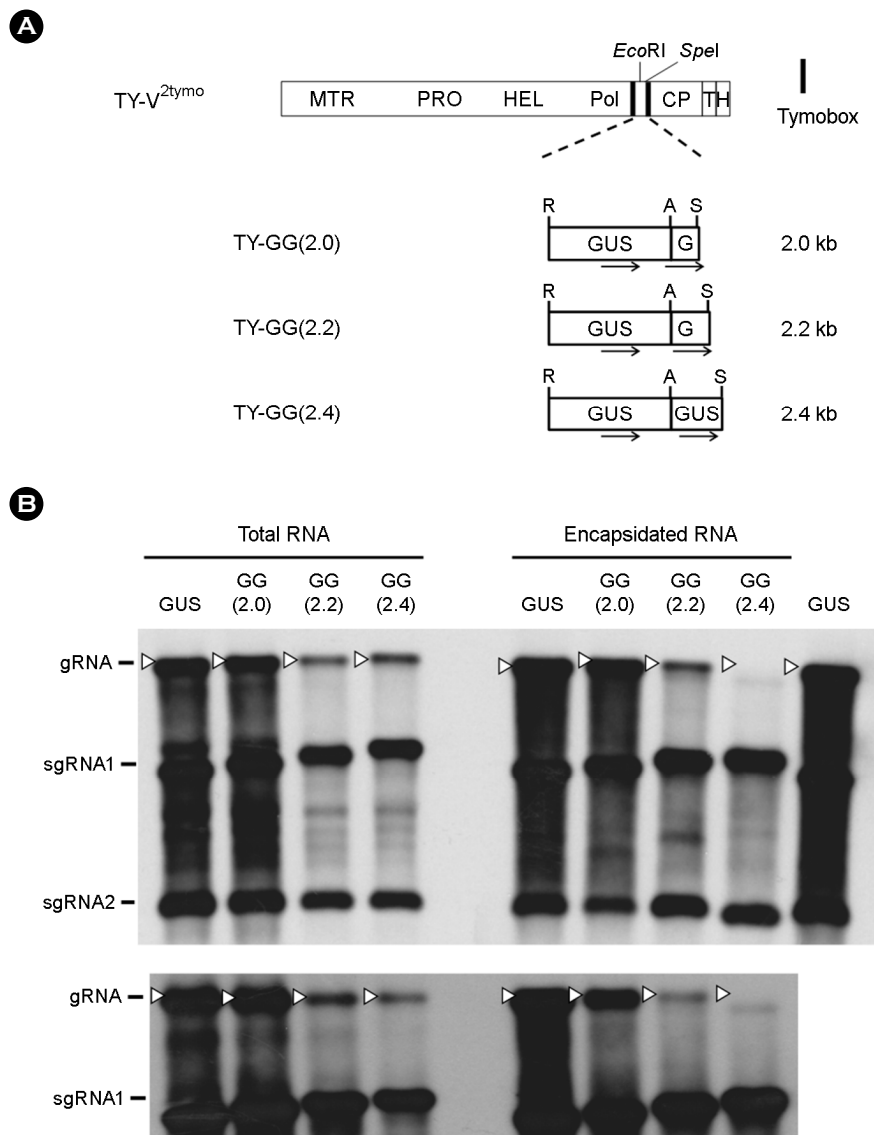 A
EcoRI SpeI
TY-V2tymo
MTR PRO HEL Pol CP T H
Tymobox
R A S
TY-GG(2.0) GUS G 2.0 kb
R A S
TY-GG(2.2) GUS G 2.2 kb
R A S
TY-GG(2.4) GUS GUS 2.4 kb
B
Total RNA Encapsidated RNA
GG GG GG GG GG GG
GUS (2.0) (2.2) (2.4) GUS (2.0) (2.2) (2.4) GUS
gRNA
sgRNA1
sgRNA2
gRNA
sgRNA1